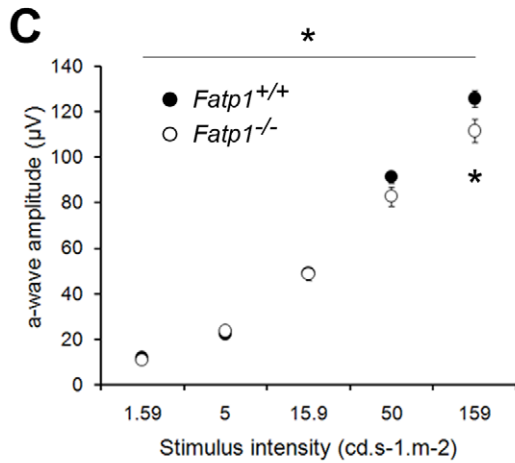 C
*
140
120
100
80
60
40
20
0
a-wave amplitude (µV)
● Fatp1+/+
○ Fatp1-/-
*
1.59 5 15.9 50 159
Stimulus intensity (cd.s-1.m-2)